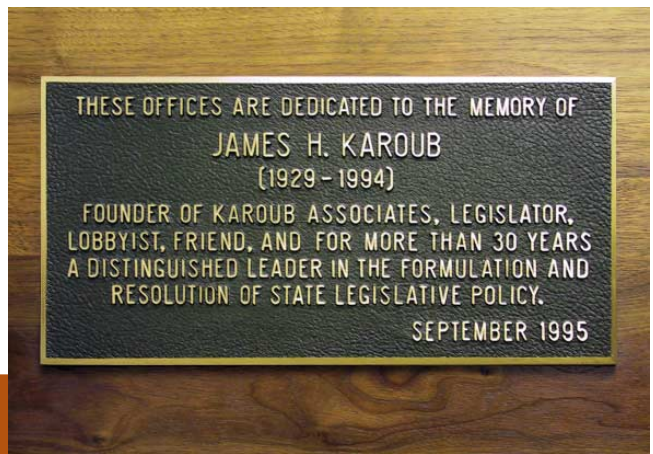 THESE OFFICES ARE DEDICATED TO THE MEMORY OF
JAMES H. KAROUB
(1929-1994)
FOUNDER OF KAROUB ASSOCIATES, LEGISLATOR,
LOBBYIST, FRIEND, AND FOR MORE THAN 30 YEARS
A DISTINGUISHED LEADER IN THE FORMULATION AND
RESOLUTION OF STATE LEGISLATIVE POLICY.
SEPTEMBER 1995